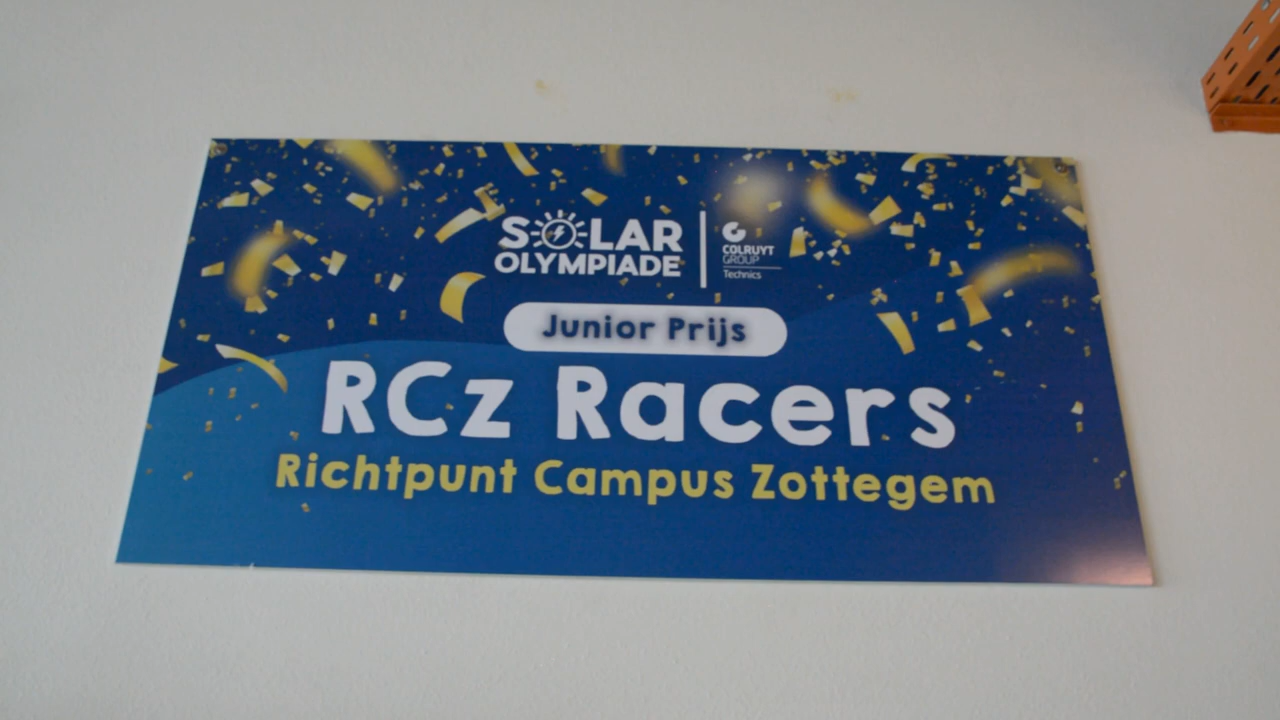 SOLAR
OLYMPIADE
COLRUYT
GROUP
Technics
Junior Prijs
RCz Racers
Richtpunt Campus Zottegem